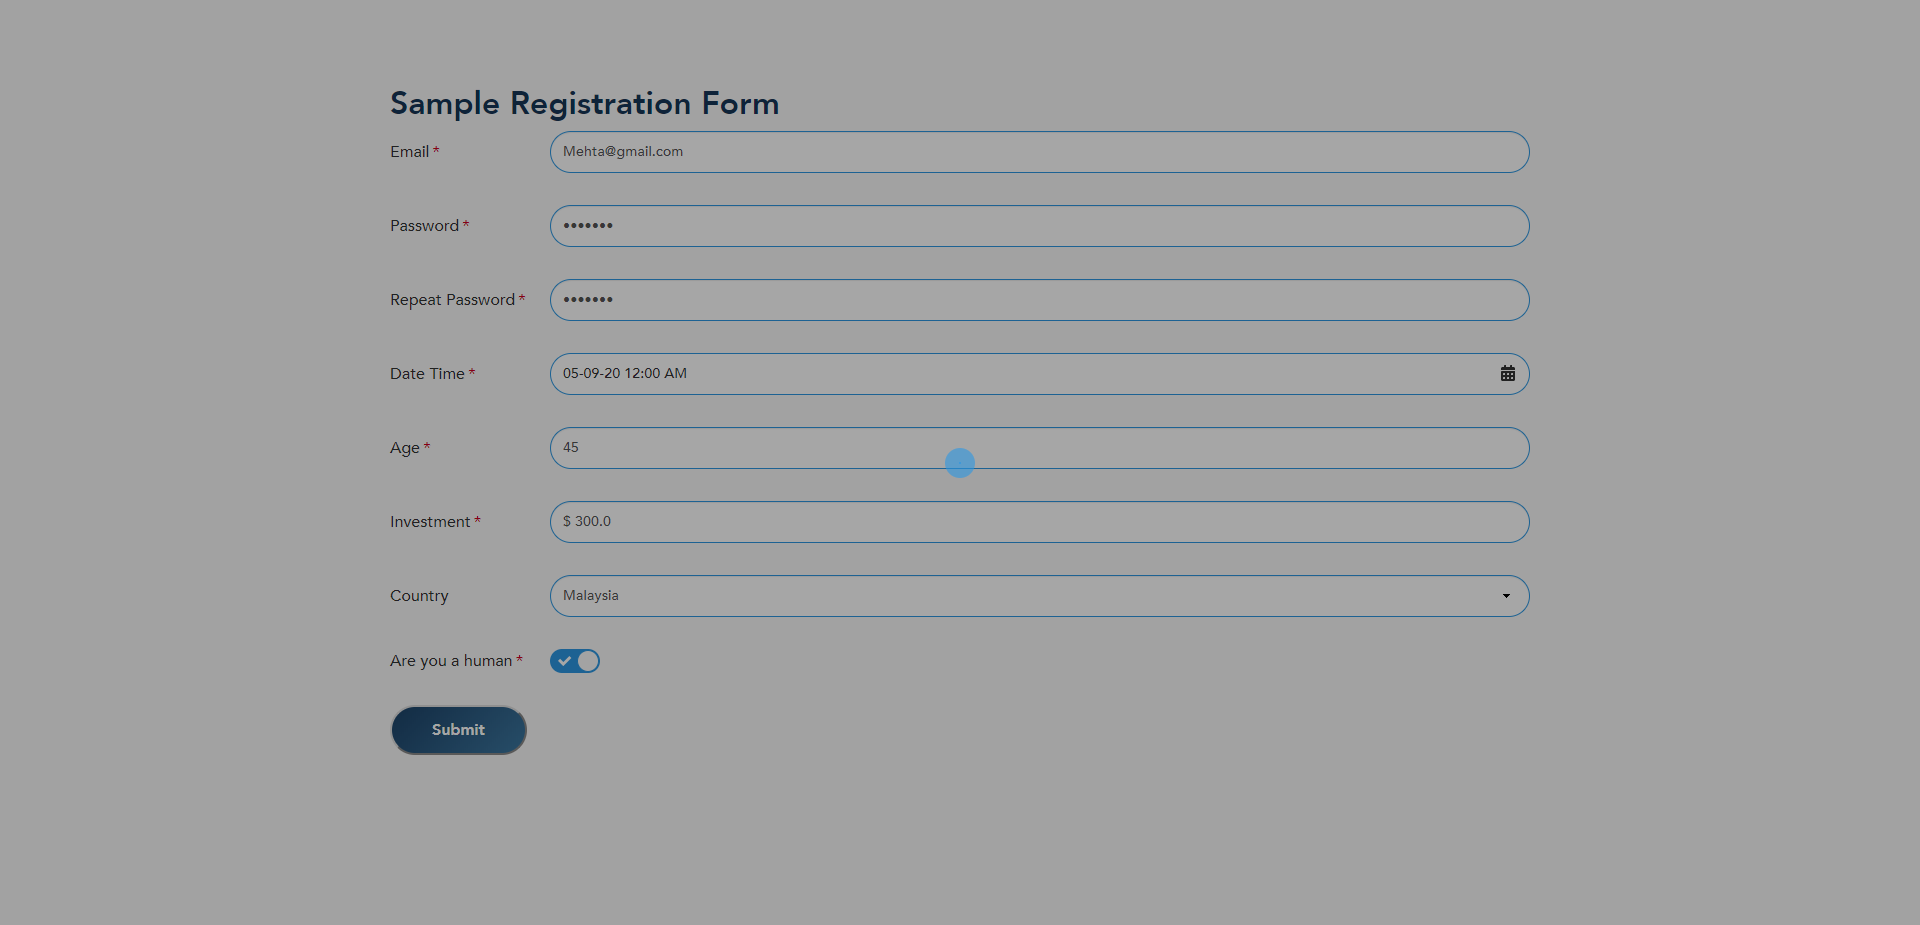 Sample Registration Form
Email * Mehta@gmail.com
Password * •••••••
Repeat Password * •••••••
Date Time * 05-09-20 12:00 AM
Age * 45
Investment * $ 300.0
Country Malaysia
Are you a human *
Submit